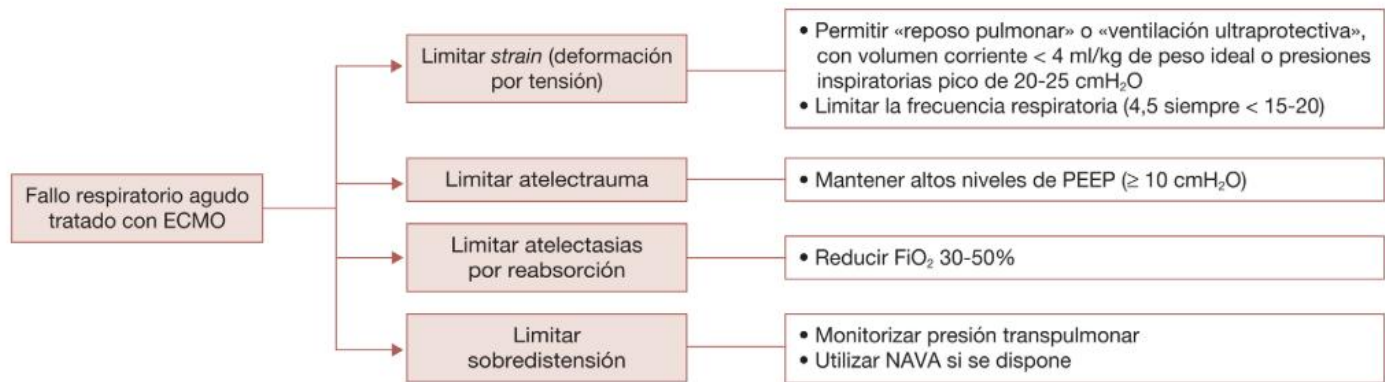 Fallo respiratorio agudo
tratado con ECMO
Limitar strain (deformación
por tensión)
• Permitir «reposo pulmonar» o «ventilación ultraprotectiva»,
con volumen corriente < 4 ml/kg de peso ideal o presiones
inspiratorias pico de 20-25 cmH₂O
• Limitar la frecuencia respiratoria (4,5 siempre < 15-20)
Limitar atelectrauma
• Mantener altos niveles de PEEP (≥ 10 cmH₂O)
Limitar atelectasias
por reabsorción
• Reducir FiO₂ 30-50%
Limitar
sobredistensión
• Monitorizar presión transpulmonar
• Utilizar NAVA si se dispone